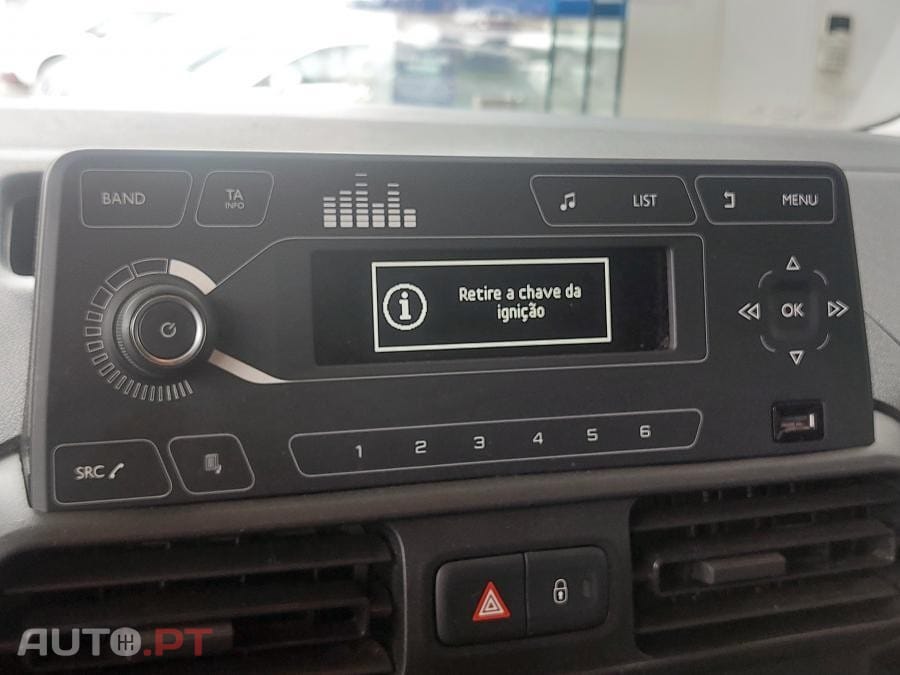 BAND
TA
INFO
LIST
MENU
i Retire a chave da
ignição
OK
SRC
1 2 3 4 5 6
AUTO.PT